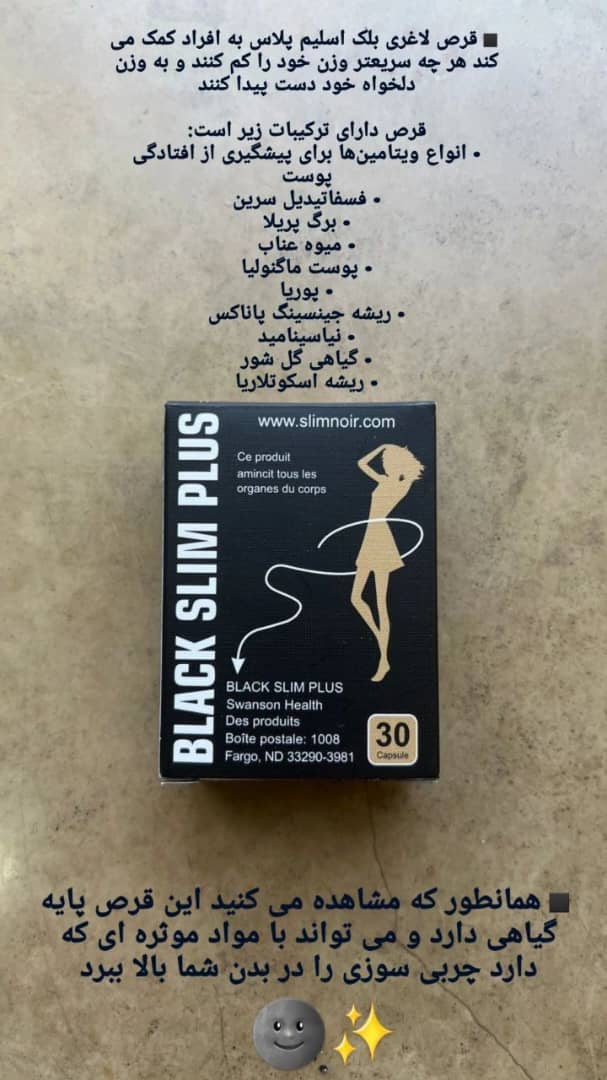 ◾ قرص لاغری بلک اسلیم پلاس به افراد کمک می
کند هر چه سریعتر وزن خود را کم کنند و به وزن
دلخواه خود دست پیدا کنند
قرص دارای ترکیبات زیر است:
• انواع ویتامین‌ها برای پیشگیری از افتادگی
پوست
• فسفاتیدیل سرین
• برگ پریلا
• میوه عناب
• پوست ماگنولیا
• پوریا
• ریشه جینسینگ پاناکس
• نیاسینامید
• گیاهی گل شور
• ریشه اسکوتلاریا
BLACK SLIM PLUS
www.slimnoir.com
Ce produit
amincit tous les
organes du corps
BLACK SLIM PLUS
Swanson Health
Des produits
Boîte postale: 1008
Fargo, ND 33290-3981
30
Capsule
◾ همانطور که مشاهده می کنید این قرص پایه
گیاهی دارد و می تواند با مواد موثره ای که
دارد چربی سوزی را در بدن شما بالا ببرد